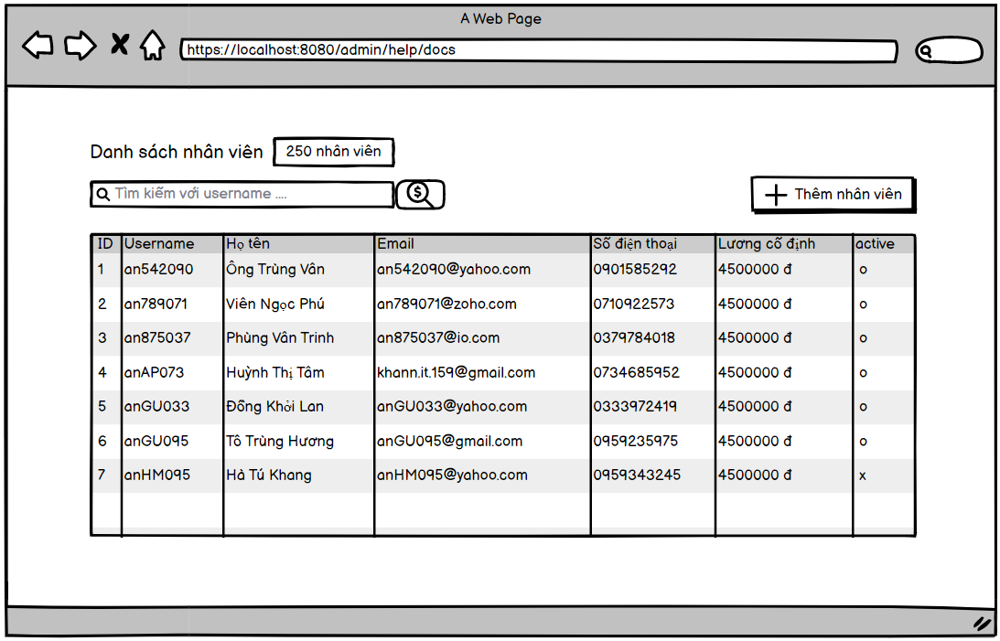 A Web Page
https://localhost:8080/admin/help/docs
Danh sách nhân viên 250 nhân viên
Tìm kiếm với username ....
$
Thêm nhân viên
ID Username Họ tên Email Số điện thoại Lương cố định active
1 an542090 Ông Trùng Vân an542090@yahoo.com 0901585292 4500000 đ o
2 an789071 Viên Ngọc Phú an789071@zoho.com 0710922573 4500000 đ o
3 an875037 Phùng Vân Trinh an875037@io.com 0379784018 4500000 đ o
4 anAP073 Huỳnh Thị Tâm khann.it.159@gmail.com 0734685952 4500000 đ o
5 anGU033 Đồng Khởi Lan anGU033@yahoo.com 0333972419 4500000 đ o
6 anGU095 Tô Trùng Hương anGU095@gmail.com 0959235975 4500000 đ o
7 anHM095 Hà Tú Khang anHM095@yahoo.com 0959343245 4500000 đ x